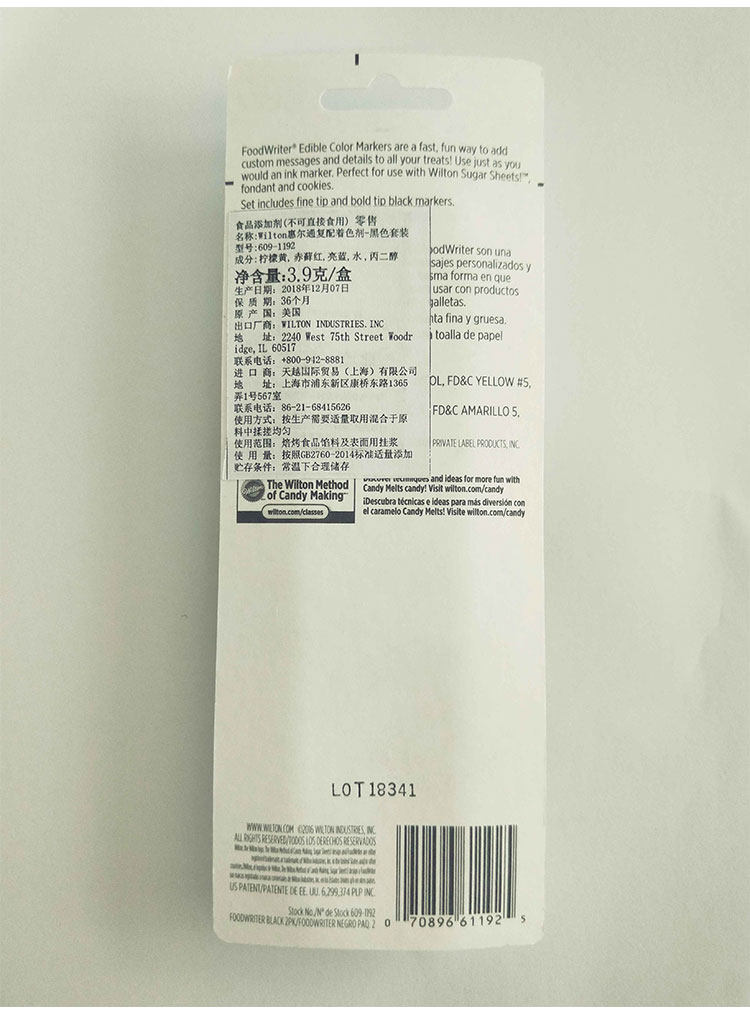 FoodWriter® Edible Color Markers are a fast, fun way to add
custom messages and details to all your treats! Use just as you
would an ink marker. Perfect for use with Wilton Sugar Sheets!™,
fondant and cookies.
Set includes fine tip and bold tip black markers.
食品添加剂(不可直接食用) 零售
名称:Wilton惠尔通复配着色剂-黑色套装
型号:609-1192
成分:柠檬黄,赤藓红,亮蓝,水,丙二醇
净含量:3.9克/盒
生产日期: 2018年12月07日
保 质 期: 36个月
原 产 国: 美国
出口厂商: WILTON INDUSTRIES.INC
地 址: 2240 West 75th Street Woodr
idge,IL 60517
联系电话: +800-942-8881
进 口 商: 天越国际贸易（上海）有限公司
地 址: 上海市浦东新区康桥东路1365
弄1号567室
联系电话: 86-21-68415626
使用方式: 按生产需要适量取用混合于原
料中揉搓均匀
使用范围: 焙烤食品馅料及表面用挂浆
使 用 量: 按照GB2760-2014标准适量添加
贮存条件: 常温下合理储存
odWriter son una
sajes personalizados y
sma forma en que
usar con productos
galletas.
ta fina y gruesa.
toalla de papel
OL, FD&C YELLOW #5,
FD&C AMARILLO 5,
PRIVATE LABEL PRODUCTS, INC.
Wilton
The Wilton Method
of Candy Making™
wilton.com/classes
Discover techniques and ideas for more fun with
Candy Melts candy! Visit wilton.com/candy
¡Descubra técnicas e ideas para más diversión con
el caramelo Candy Melts! Visite wilton.com/candy
LOT 18341
WWW.WILTON.COM ©2016 WILTON INDUSTRIES, INC.
ALL RIGHTS RESERVED/TODOS LOS DERECHOS RESERVADOS
US PATENT/PATENTE DE EE. UU. 6,299,374 PLP INC.
Stock No./Nº de Stock 609-1192
FOODWRITER BLACK 2PK/FOODWRITER NEGRO PAQ. 2
0 70896 61192 5